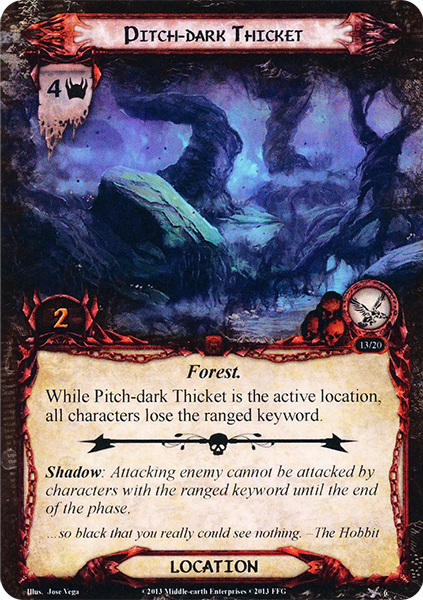 PITCH-DARK THICKET
4
2
13/20
Forest.
While Pitch-dark Thicket is the active location,
all characters lose the ranged keyword.
Shadow: Attacking enemy cannot be attacked by
characters with the ranged keyword until the end
of the phase.
...so black that you really could see nothing. –The Hobbit
LOCATION
Illus. Jose Vega
©2013 Middle-earth Enterprises ©2013 FFG
6